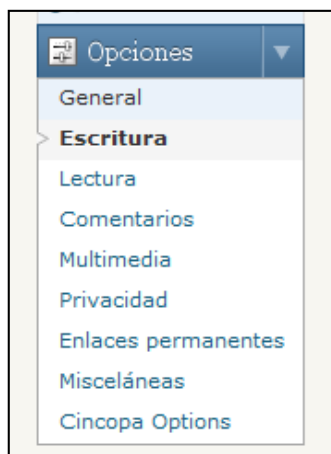 Opciones
General
Escritura
Lectura
Comentarios
Multimedia
Privacidad
Enlaces permanentes
Misceláneas
Cincopa Options